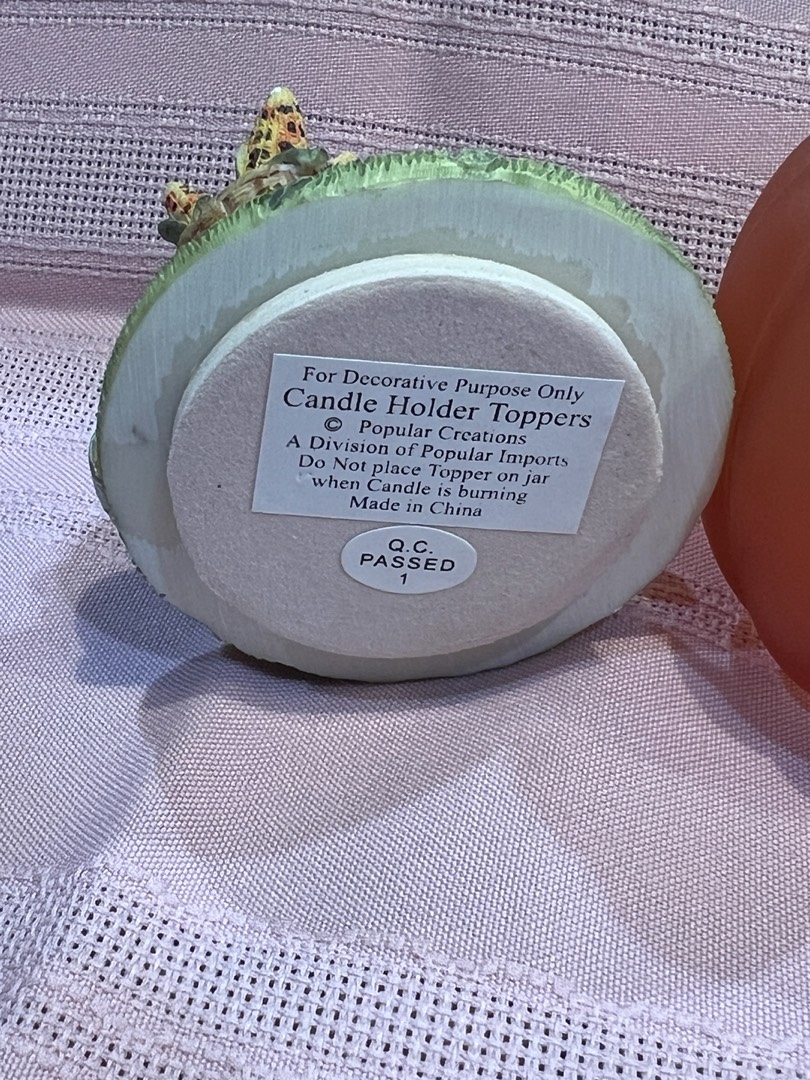 For Decorative Purpose Only
Candle Holder Toppers
© Popular Creations
A Division of Popular Imports
Do Not place Topper on jar
when Candle is burning
Made in China
Q.C.
PASSED
1